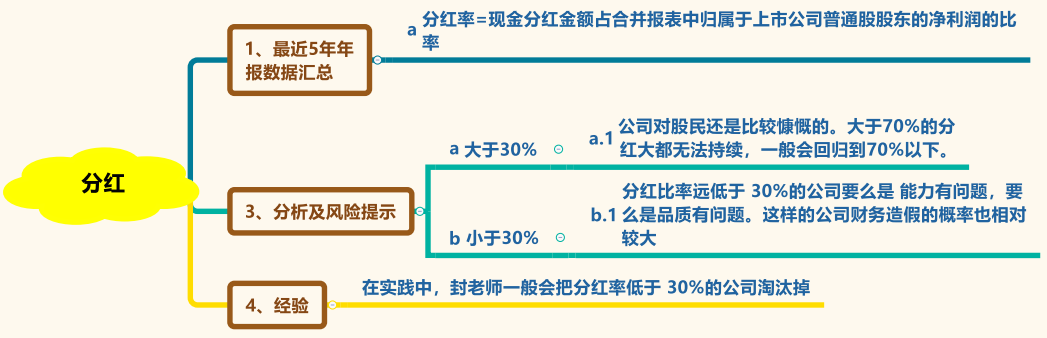 分红
1、最近5年年
报数据汇总
a 分红率=现金分红金额占合并报表中归属于上市公司普通股股东的净利润的比
率
3、分析及风险提示
a 大于30%
a.1 公司对股民还是比较慷慨的。大于70%的分
红大都无法持续，一般会回归到70%以下。
b 小于30%
分红比率远低于 30%的公司要么是 能力有问题，要
b.1 么是品质有问题。这样的公司财务造假的概率也相对
较大
4、经验
在实践中，封老师一般会把分红率低于 30%的公司淘汰掉